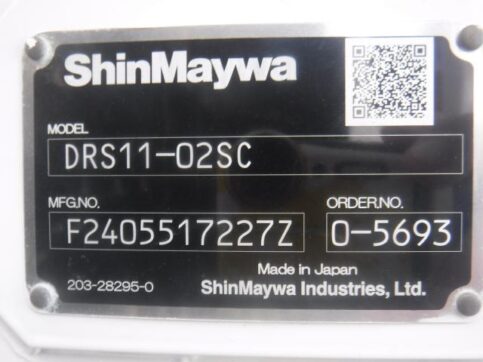 ShinMaywa
MODEL
DRS11-02SC
MFG.NO. ORDER.NO.
F2405517227Z 0-5693
Made in Japan
203-28295-0 ShinMaywa Industries, Ltd.